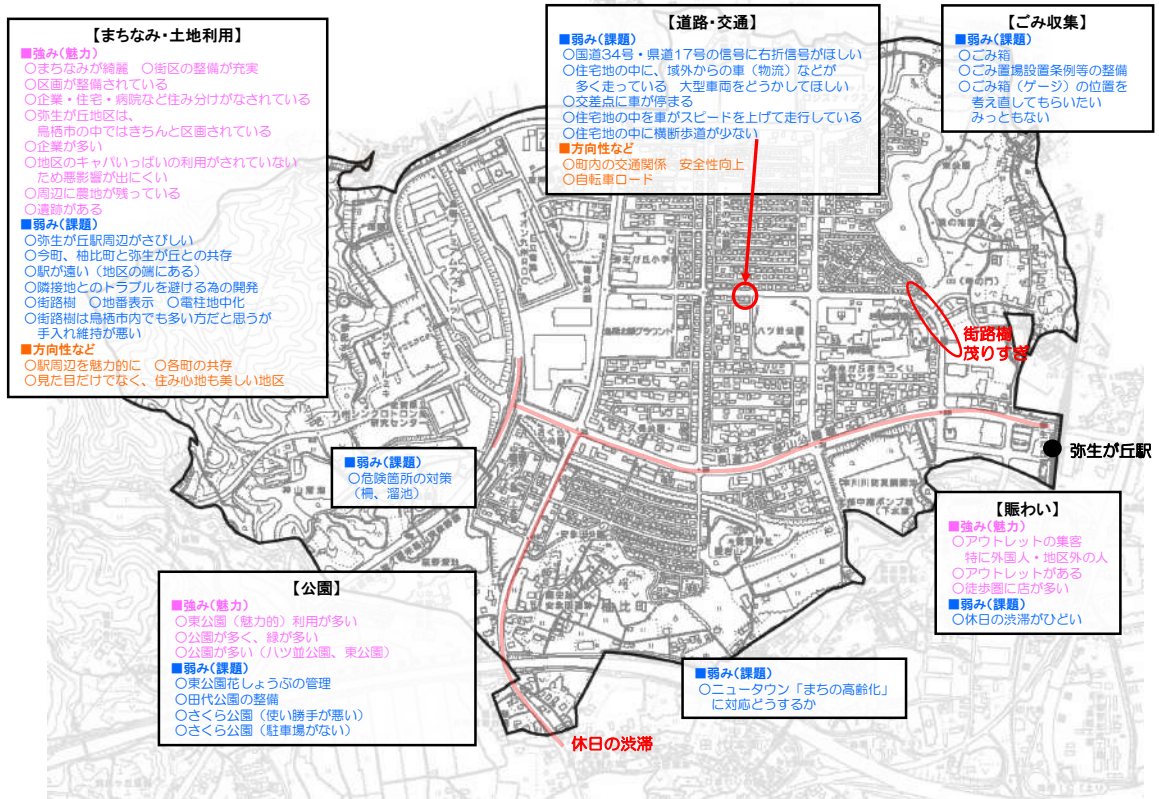 【まちなみ・土地利用】
■強み(魅力)
○まちなみが綺麗　○街区の整備が充実
○区画が整備されている
○企業・住宅・病院など住み分けがなされている
○弥生が丘地区は、
鳥栖市の中ではきちんと区画されている
○企業が多い
○地区のキャパいっぱいの利用がされていない
ため悪影響が出にくい
○周辺に農地が残っている
○遺跡がある
■弱み(課題)
○弥生が丘駅周辺がさびしい
○今町、柚比町と弥生が丘との共存
○駅が遠い（地区の端にある）
○隣接地とのトラブルを避ける為の開発
○街路樹　○地番表示　○電柱地中化
○街路樹は鳥栖市内でも多い方だと思うが
手入れ維持が悪い
■方向性など
○駅周辺を魅力的に　○各町の共存
○見た目だけでなく、住み心地も美しい地区
【道路・交通】
■弱み(課題)
○国道34号・県道17号の信号に右折信号がほしい
○住宅地の中に、域外からの車（物流）などが
多く走っている　大型車両をどうかしてほしい
○交差点に車が停まる
○住宅地の中を車がスピードを上げて走行している
○住宅地の中に横断歩道が少ない
■方向性など
○町内の交通関係　安全性向上
○自転車ロード
【ごみ収集】
■弱み(課題)
○ごみ箱
○ごみ置場設置条例等の整備
○ごみ箱（ゲージ）の位置を
考え直してもらいたい
みっともない
街路樹
茂りすぎ
弥生が丘駅
■弱み(課題)
○危険箇所の対策
（柵、溜池）
【賑わい】
■強み(魅力)
○アウトレットの集客
特に外国人・地区外の人
○アウトレットがある
○徒歩圏に店が多い
■弱み(課題)
○休日の渋滞がひどい
【公園】
■強み(魅力)
○東公園（魅力的）利用が多い
○公園が多く、緑が多い
○公園が多い（八ツ並公園、東公園）
■弱み(課題)
○東公園花しょうぶの管理
○田代公園の整備
○さくら公園（使い勝手が悪い）
○さくら公園（駐車場がない）
■弱み(課題)
○ニュータウン「まちの高齢化」
に対応どうするか
休日の渋滞
柚比町